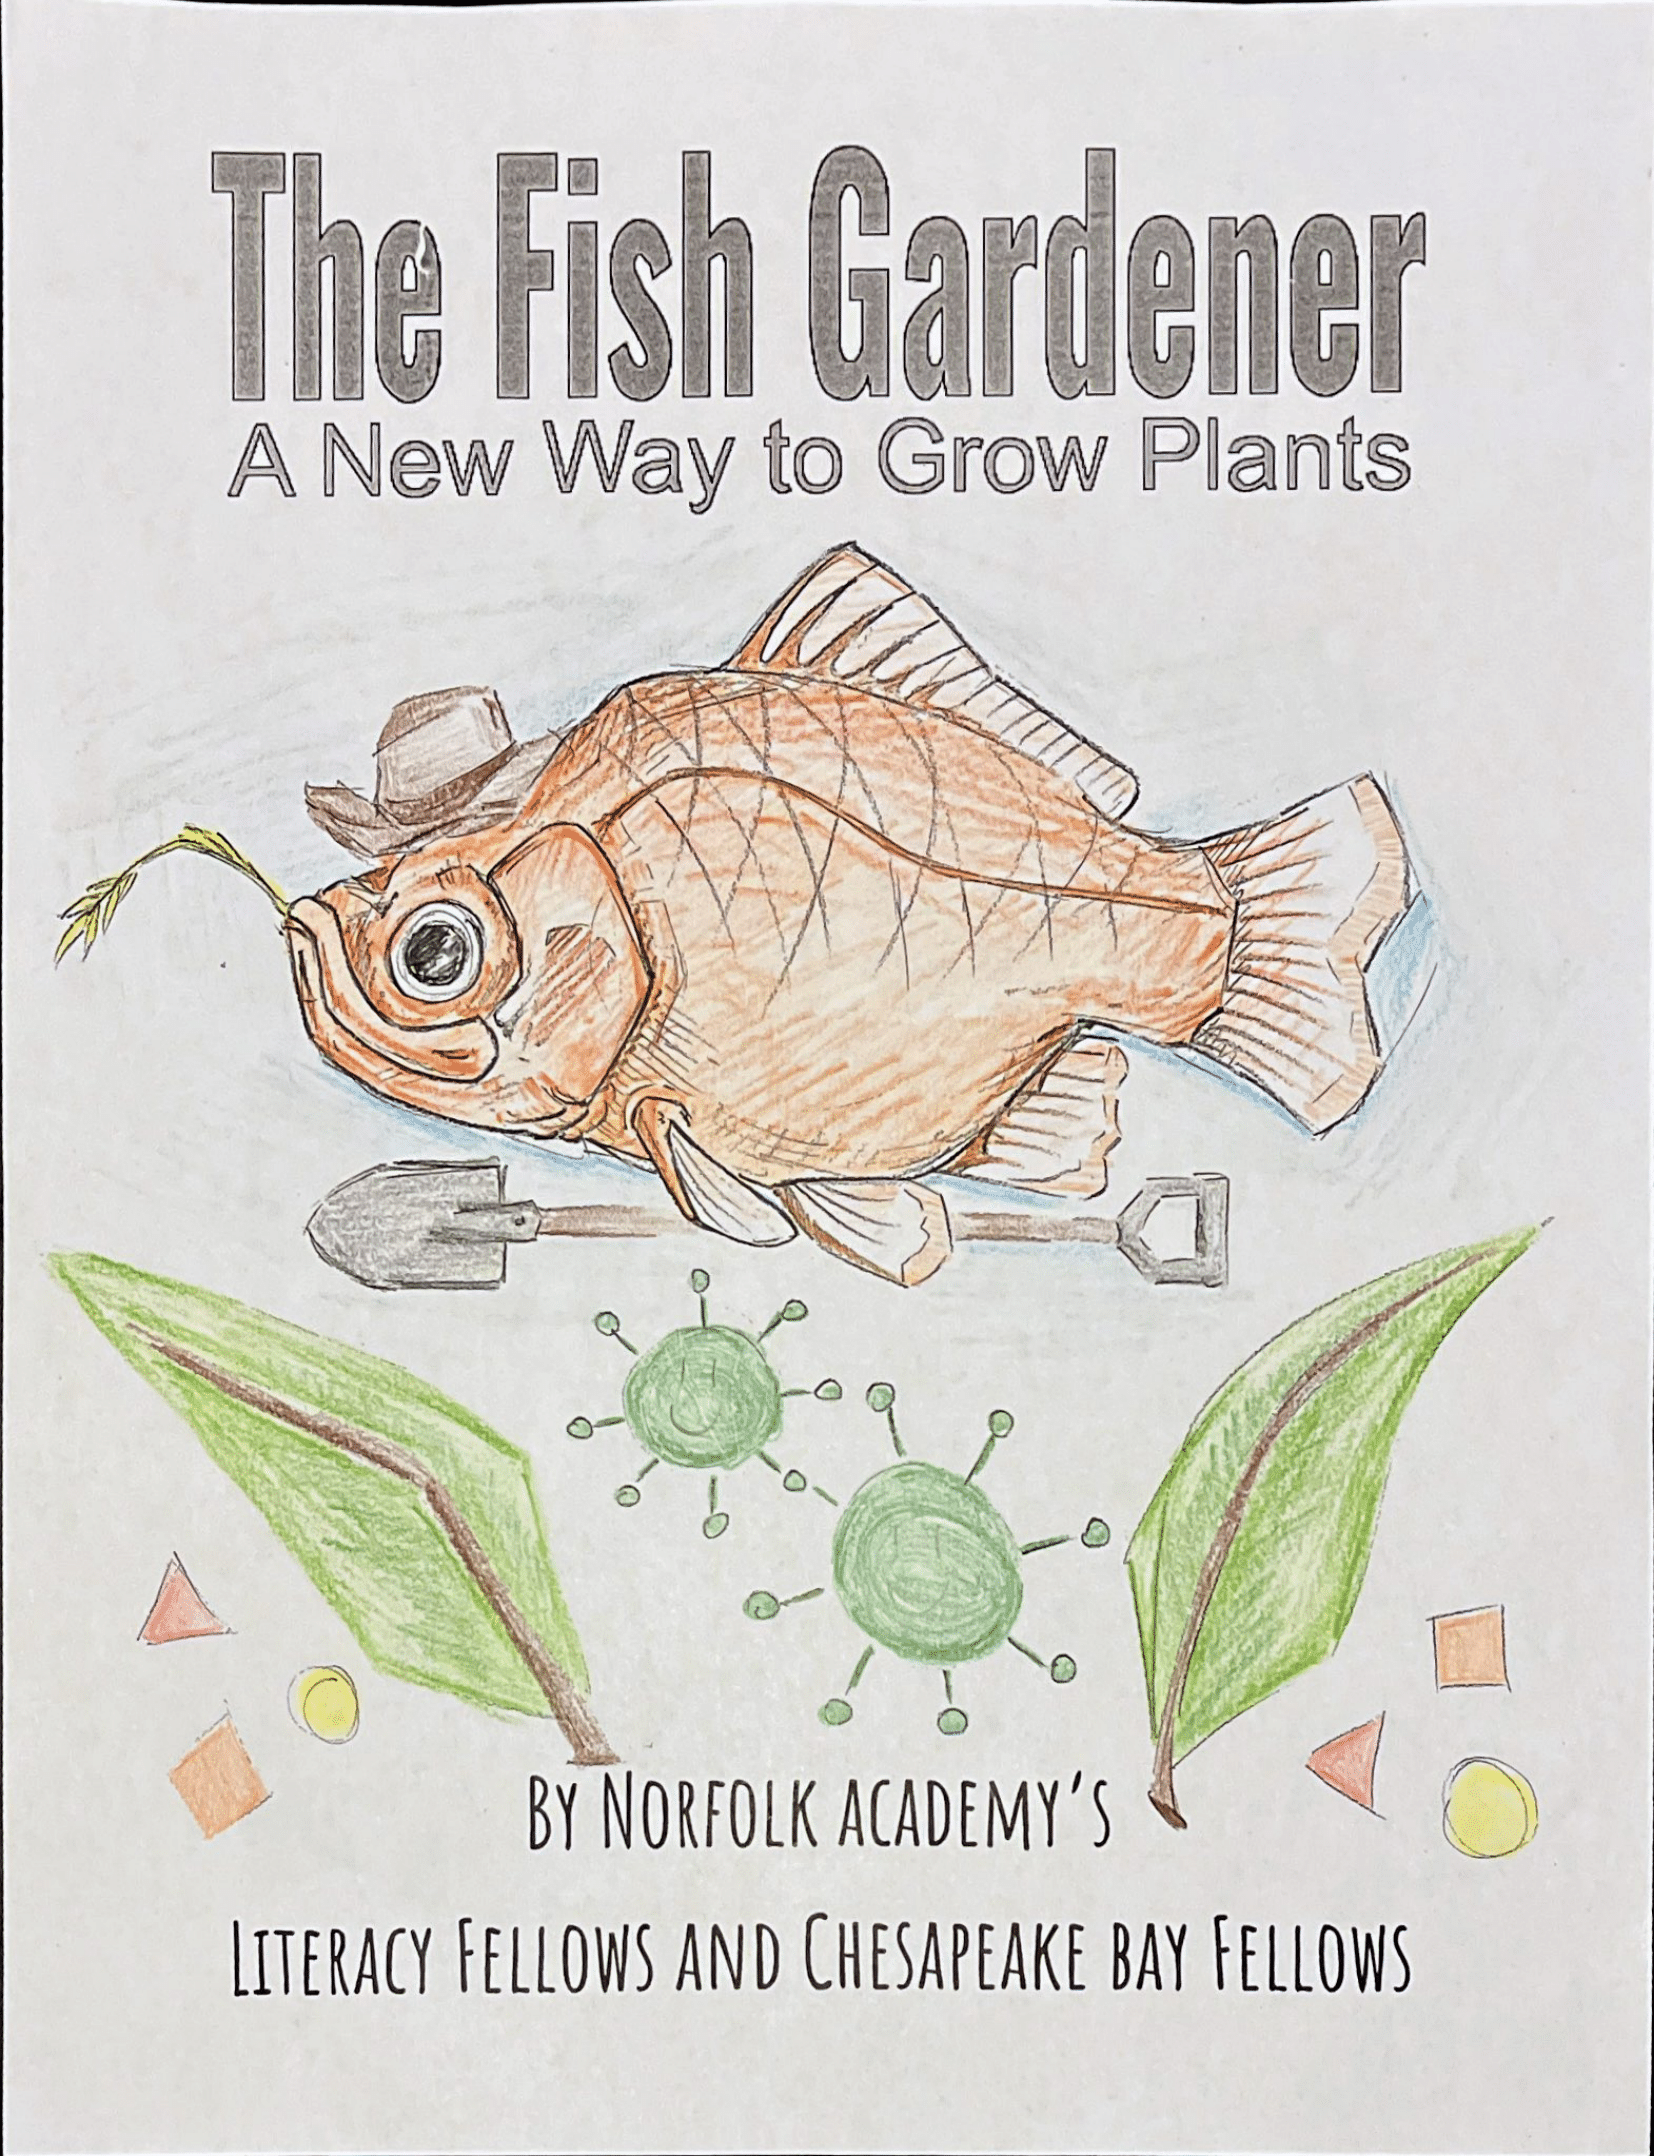 The Fish Gardener
A New Way to Grow Plants
By Norfolk academy's
Literacy Fellows and Chesapeake bay Fellows